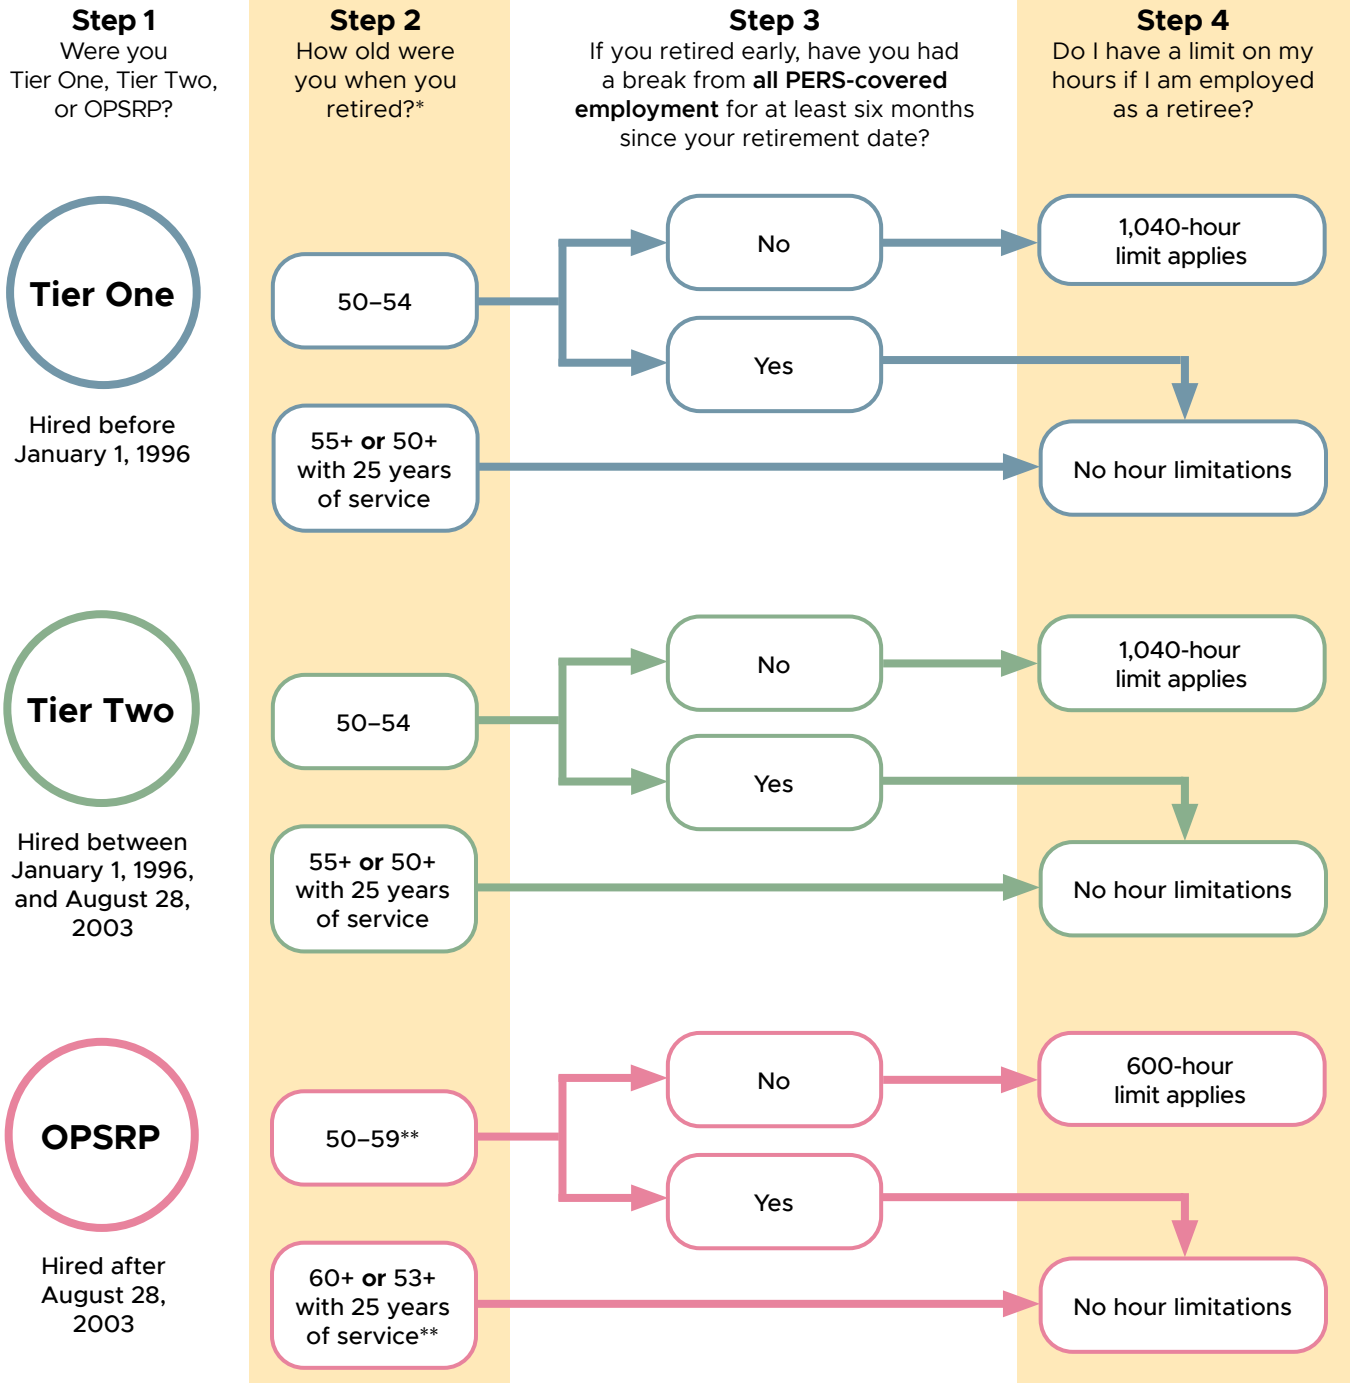 Step 1
Were you
Tier One, Tier Two,
or OPSRP?
Step 2
How old were
you when you
retired?*
Step 3
If you retired early, have you had
a break from all PERS-covered
employment for at least six months
since your retirement date?
Step 4
Do I have a limit on my
hours if I am employed
as a retiree?
Tier One
Hired before
January 1, 1996
50–54
No
1,040-hour
limit applies
Yes
55+ or 50+
with 25 years
of service
No hour limitations
Tier Two
Hired between
January 1, 1996,
and August 28,
2003
50–54
No
1,040-hour
limit applies
Yes
55+ or 50+
with 25 years
of service
No hour limitations
OPSRP
Hired after
August 28,
2003
50–59**
No
600-hour
limit applies
Yes
60+ or 53+
with 25 years
of service**
No hour limitations